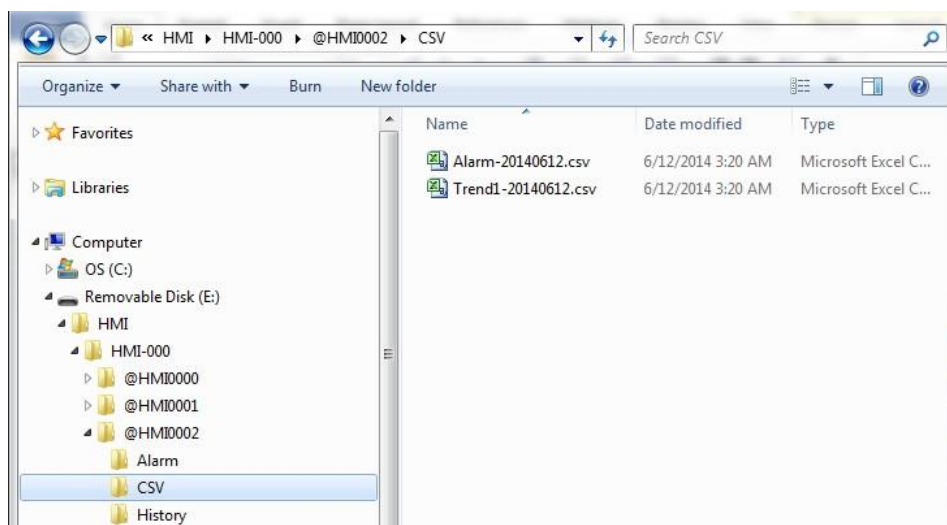 « HMI ▸ HMI-000 ▸ @HMI0002 ▸ CSV Search CSV
Organize Share with Burn New folder
Favorites
Libraries
Computer
OS (C:)
Removable Disk (E:)
HMI
HMI-000
@HMI0000
@HMI0001
@HMI0002
Alarm
CSV
History
Name Date modified Type
Alarm-20140612.csv 6/12/2014 3:20 AM Microsoft Excel C...
Trend1-20140612.csv 6/12/2014 3:20 AM Microsoft Excel C...